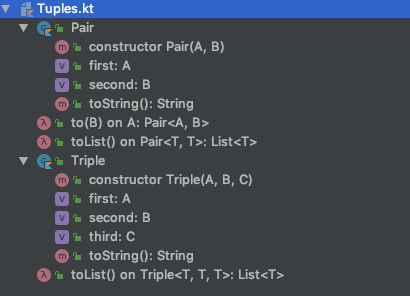 Tuples.kt
Pair
constructor Pair(A, B)
first: A
second: B
toString(): String
to(B) on A: Pair<A, B>
toList() on Pair<T, T>: List<T>
Triple
constructor Triple(A, B, C)
first: A
second: B
third: C
toString(): String
toList() on Triple<T, T, T>: List<T>